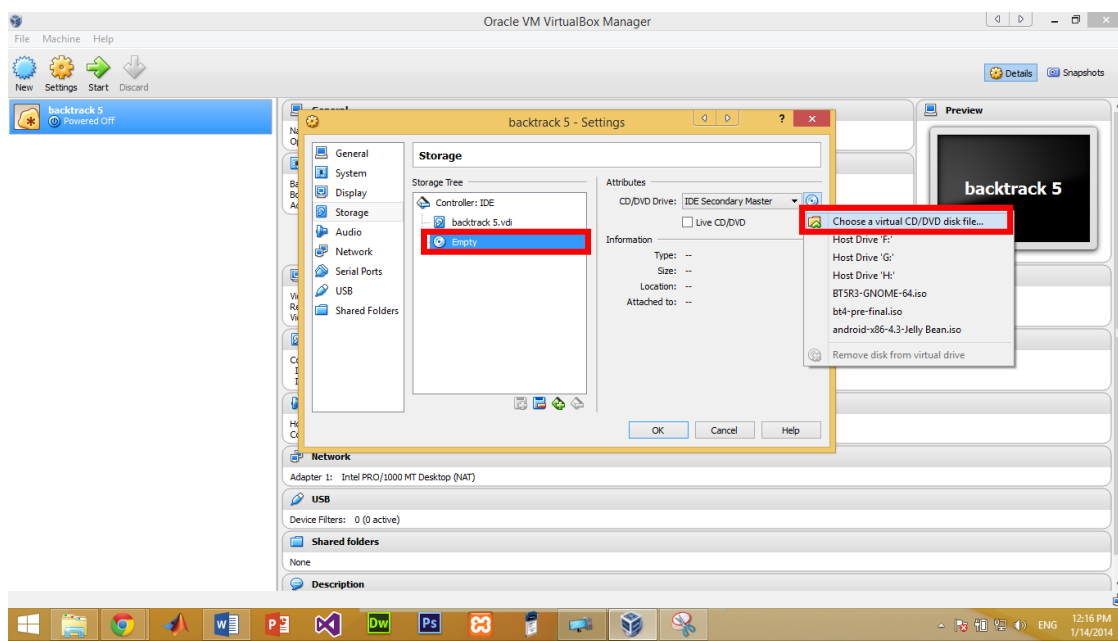 Oracle VM VirtualBox Manager
File Machine Help
New Settings Start Discard
Details Snapshots
backtrack 5
Powered Off
General
Preview
backtrack 5
backtrack 5 - Settings
?
General
System
Display
Storage
Audio
Network
Serial Ports
USB
Shared Folders
Storage
Storage Tree
Controller: IDE
backtrack 5.vdi
Empty
Attributes
CD/DVD Drive: IDE Secondary Master
Live CD/DVD
Information
Type: --
Size: --
Location: --
Attached to: --
Choose a virtual CD/DVD disk file...
Host Drive 'F:'
Host Drive 'G:'
Host Drive 'H:'
BT5R3-GNOME-64.iso
bt4-pre-final.iso
android-x86-4.3-Jelly Bean.iso
Remove disk from virtual drive
OK Cancel Help
Network
Adapter 1: Intel PRO/1000 MT Desktop (NAT)
USB
Device Filters: 0 (0 active)
Shared folders
None
Description
Dw Ps
ENG
12:16 PM
1/14/2014